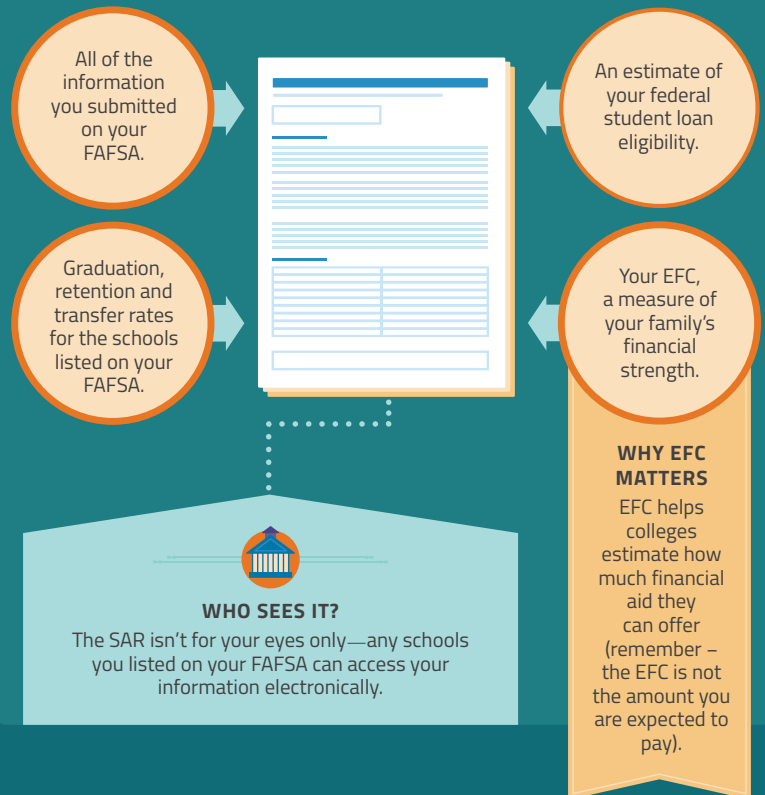 All of the
information
you submitted
on your
FAFSA.
An estimate of
your federal
student loan
eligibility.
Graduation,
retention and
transfer rates
for the schools
listed on your
FAFSA.
Your EFC,
a measure of
your family's
financial
strength.
WHY EFC
MATTERS
EFC helps
colleges
estimate how
much financial
aid they
can offer
(remember –
the EFC is not
the amount you
are expected to
pay).
WHO SEES IT?
The SAR isn't for your eyes only—any schools
you listed on your FAFSA can access your
information electronically.